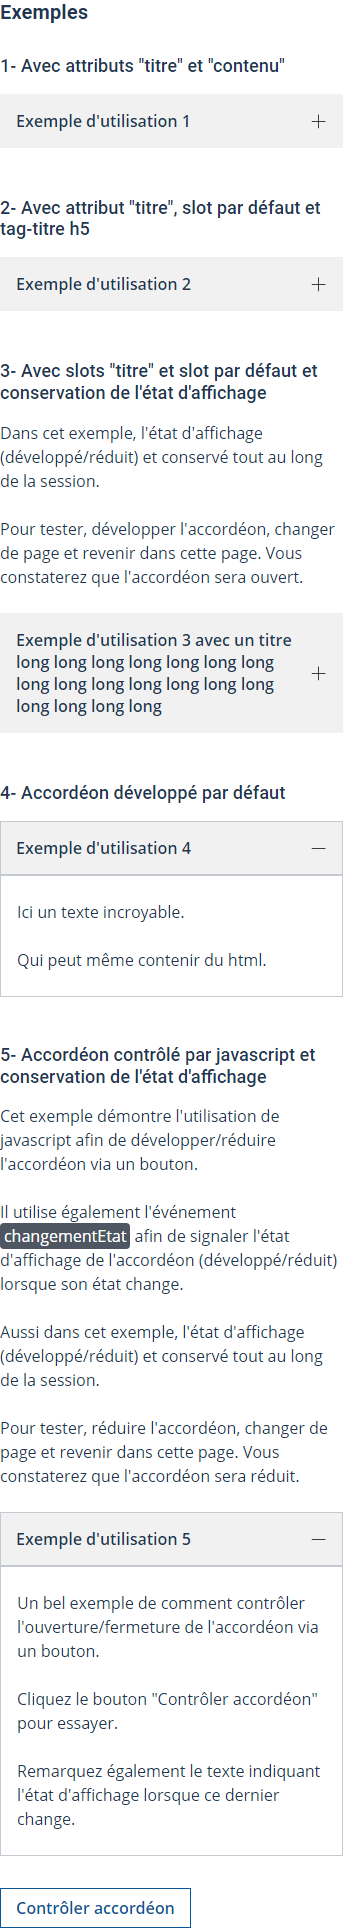 Exemples
1- Avec attributs "titre" et "contenu"
Exemple d'utilisation 1
2- Avec attribut "titre", slot par défaut et
tag-titre h5
Exemple d'utilisation 2
3- Avec slots "titre" et slot par défaut et
conservation de l'état d'affichage
Dans cet exemple, l'état d'affichage
(développé/réduit) et conservé tout au long
de la session.
Pour tester, développer l'accordéon, changer
de page et revenir dans cette page. Vous
constaterez que l'accordéon sera ouvert.
Exemple d'utilisation 3 avec un titre
long long long long long long long
long long long long long long long
long long long long
4- Accordéon développé par défaut
Exemple d'utilisation 4
Ici un texte incroyable.
Qui peut même contenir du html.
5- Accordéon contrôlé par javascript et
conservation de l'état d'affichage
Cet exemple démontre l'utilisation de
javascript afin de développer/réduire
l'accordéon via un bouton.
Il utilise également l'événement
changementEtat afin de signaler l'état
d'affichage de l'accordéon (développé/réduit)
lorsque son état change.
Aussi dans cet exemple, l'état d'affichage
(développé/réduit) et conservé tout au long
de la session.
Pour tester, réduire l'accordéon, changer de
page et revenir dans cette page. Vous
constaterez que l'accordéon sera réduit.
Exemple d'utilisation 5
Un bel exemple de comment contrôler
l'ouverture/fermeture de l'accordéon via
un bouton.
Cliquez le bouton "Contrôler accordéon"
pour essayer.
Remarquez également le texte indiquant
l'état d'affichage lorsque ce dernier
change.
Contrôler accordéon